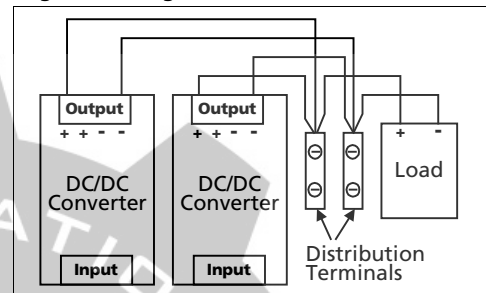 Output
+ + - -
DC/DC
Converter
Input
Output
+ + - -
DC/DC
Converter
Input
+ -
Load
Distribution
Terminals